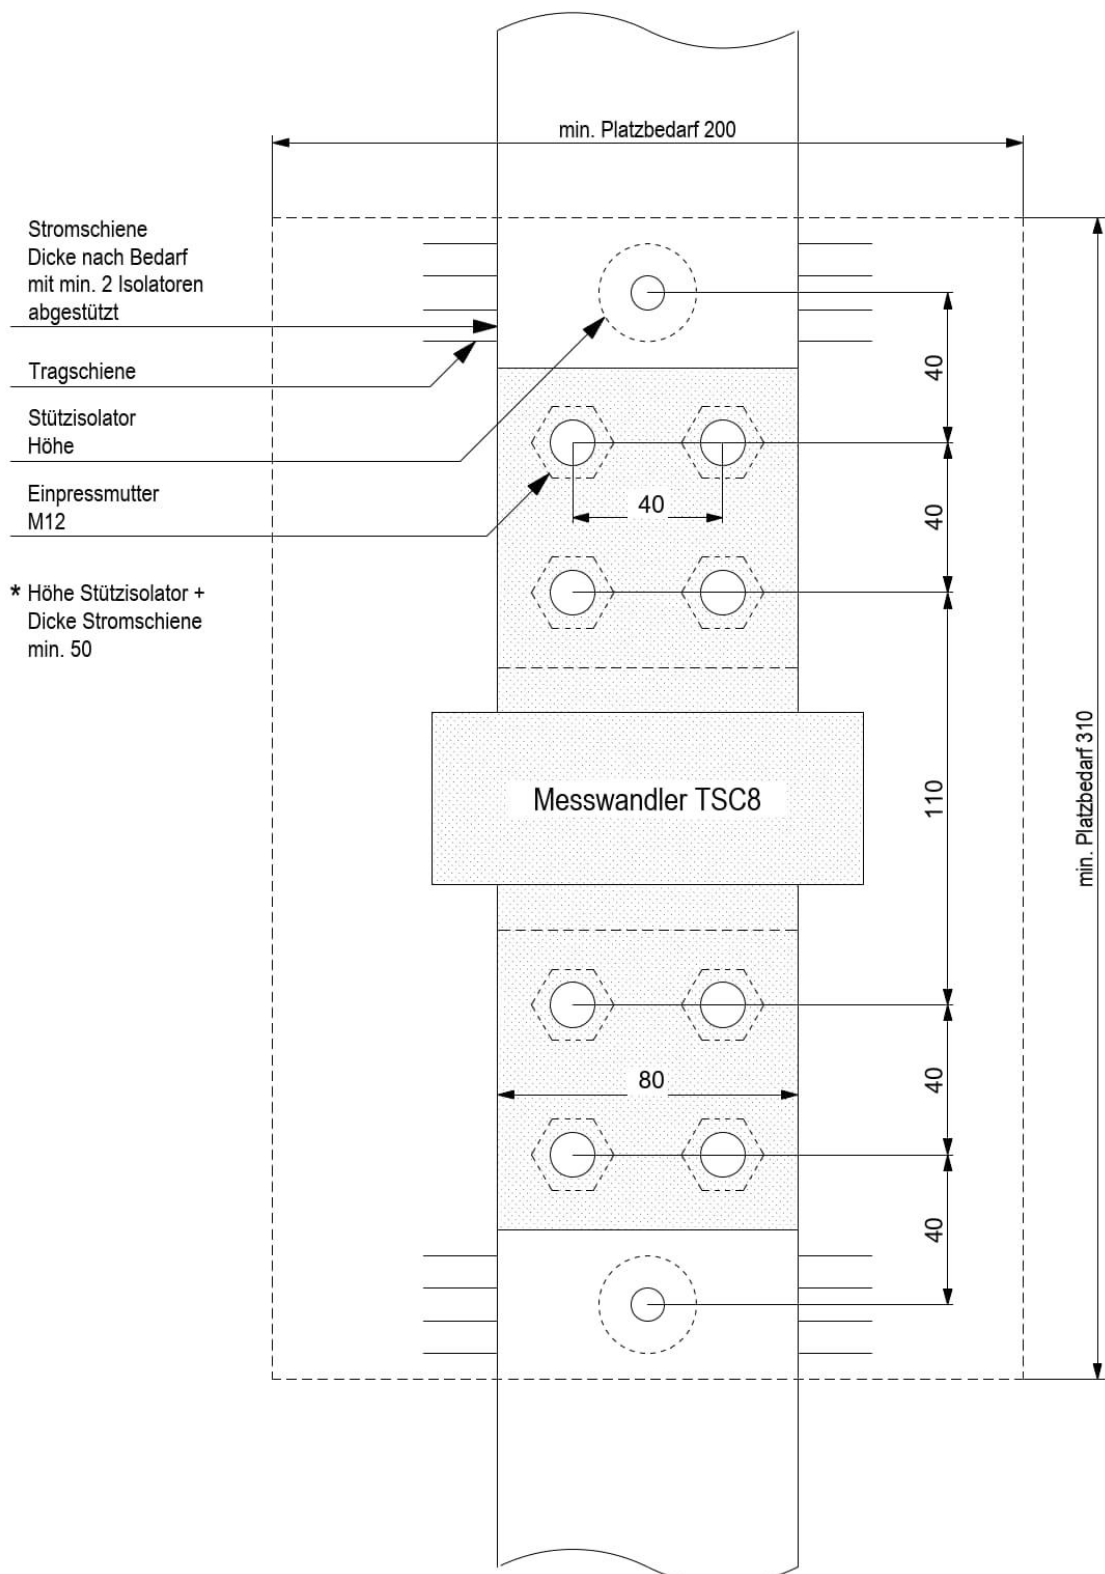 min. Platzbedarf 200
Stromschiene
Dicke nach Bedarf
mit min. 2 Isolatoren
abgestützt
Tragschiene
Stützisolator
Höhe
Einpressmutter
M12
* Höhe Stützisolator +
Dicke Stromschiene
min. 50
40
40
40
Messwandler TSC8
110
min. Platzbedarf 310
80
40
40